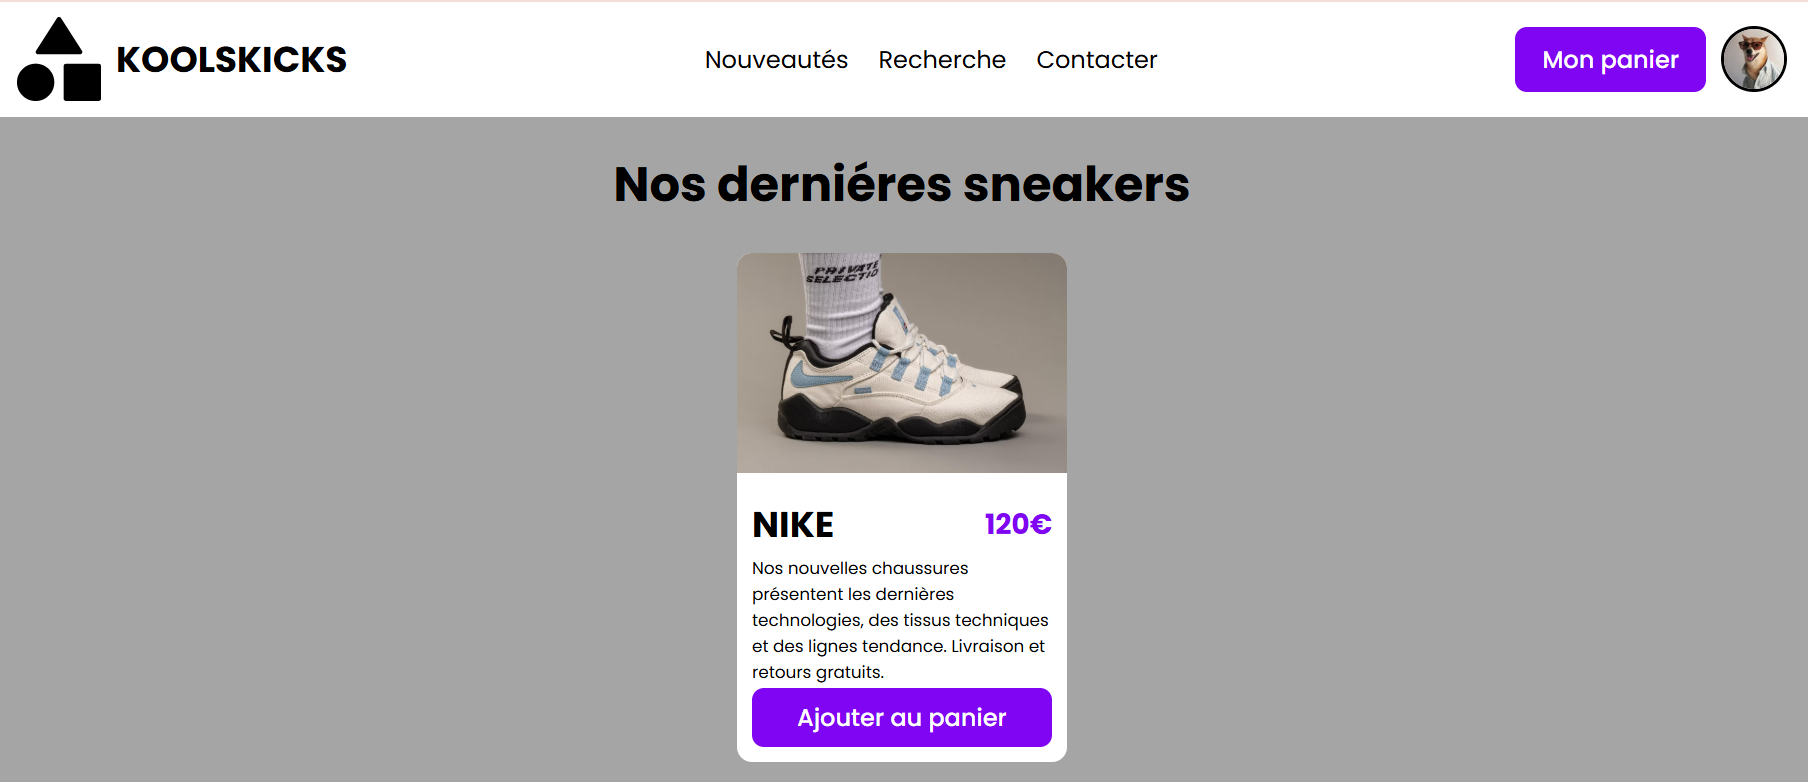 KOOLSKICKS
Nouveautés Recherche Contacter
Mon panier
Nos derniéres sneakers
PRIVATE
SELECTIO
NIKE 120€
Nos nouvelles chaussures
présentent les dernières
technologies, des tissus techniques
et des lignes tendance. Livraison et
retours gratuits.
Ajouter au panier